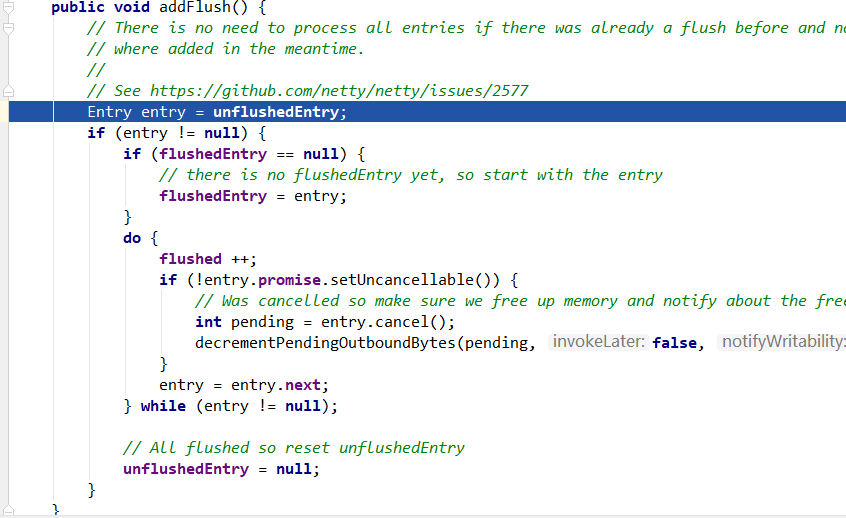 public void addFlush() {
// There is no need to process all entries if there was already a flush before and
// where added in the meantime.
//
// See https://github.com/netty/netty/issues/2577
Entry entry = unflushedEntry;
if (entry != null) {
if (flushedEntry == null) {
// there is no flushedEntry yet, so start with the entry
flushedEntry = entry;
}
do {
flushed ++;
if (!entry.promise.setUncancellable()) {
// Was cancelled so make sure we free up memory and notify about the
int pending = entry.cancel();
decrementPendingOutboundBytes(pending, invokeLater: false, notifyWritability:
}
entry = entry.next;
} while (entry != null);
// All flushed so reset unflushedEntry
unflushedEntry = null;
}
}